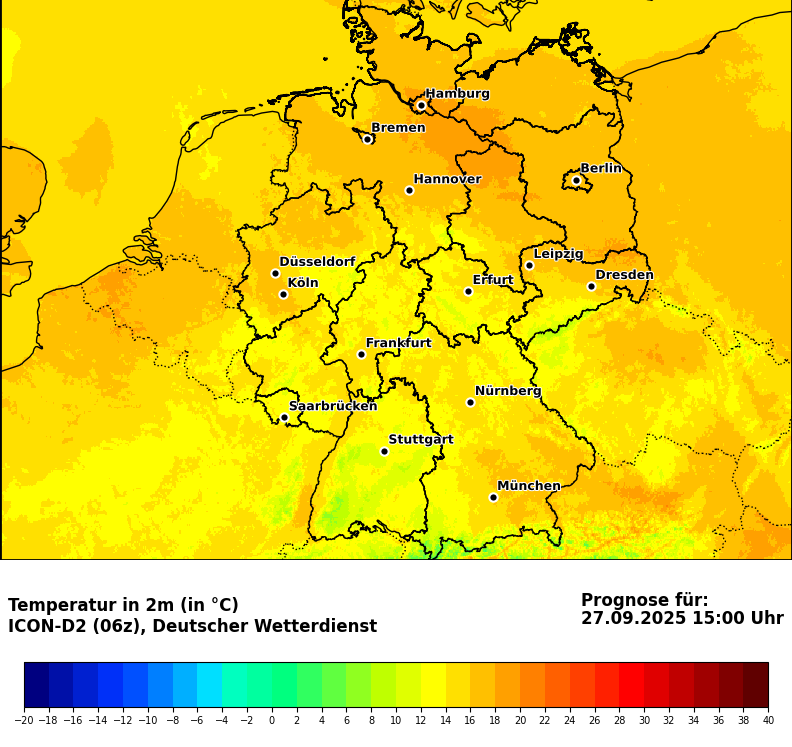 Hamburg
Bremen
Berlin
Hannover
Leipzig
Düsseldorf
Dresden
Köln
Erfurt
Frankfurt
Nürnberg
Saarbrücken
Stuttgart
München
Temperatur in 2m (in °C)
ICON-D2 (06z), Deutscher Wetterdienst
Prognose für:
27.09.2025 15:00 Uhr
−20 −18 −16 −14 −12 −10 −8 −6 −4 −2 0 2 4 6 8 10 12 14 16 18 20 22 24 26 28 30 32 34 36 38 40